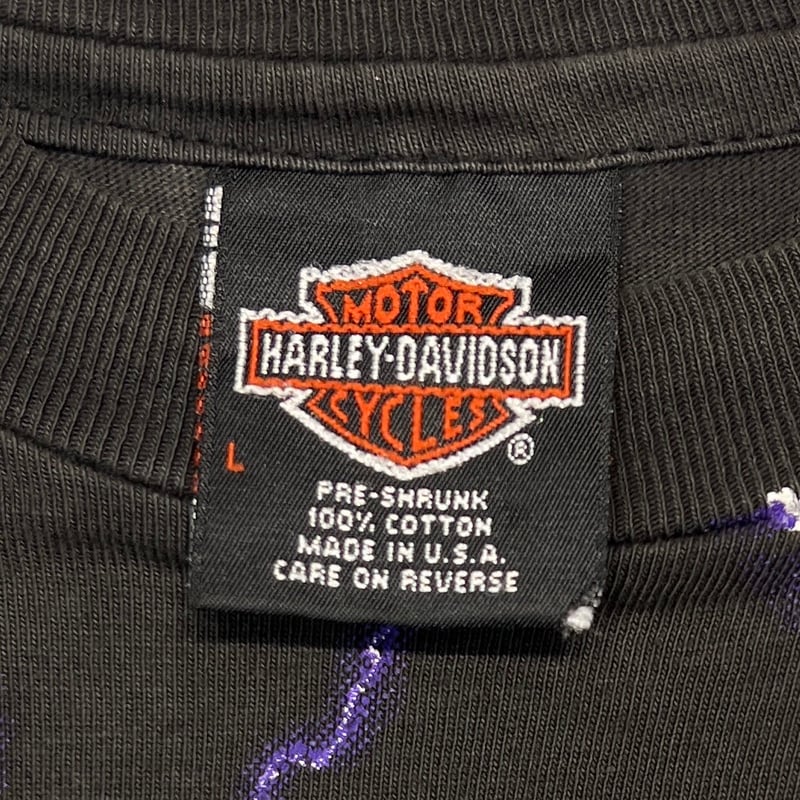 MOTOR
HARLEY-DAVIDSON
CYCLES
®
L
PRE-SHRUNK
100% COTTON
MADE IN U.S.A.
CARE ON REVERSE